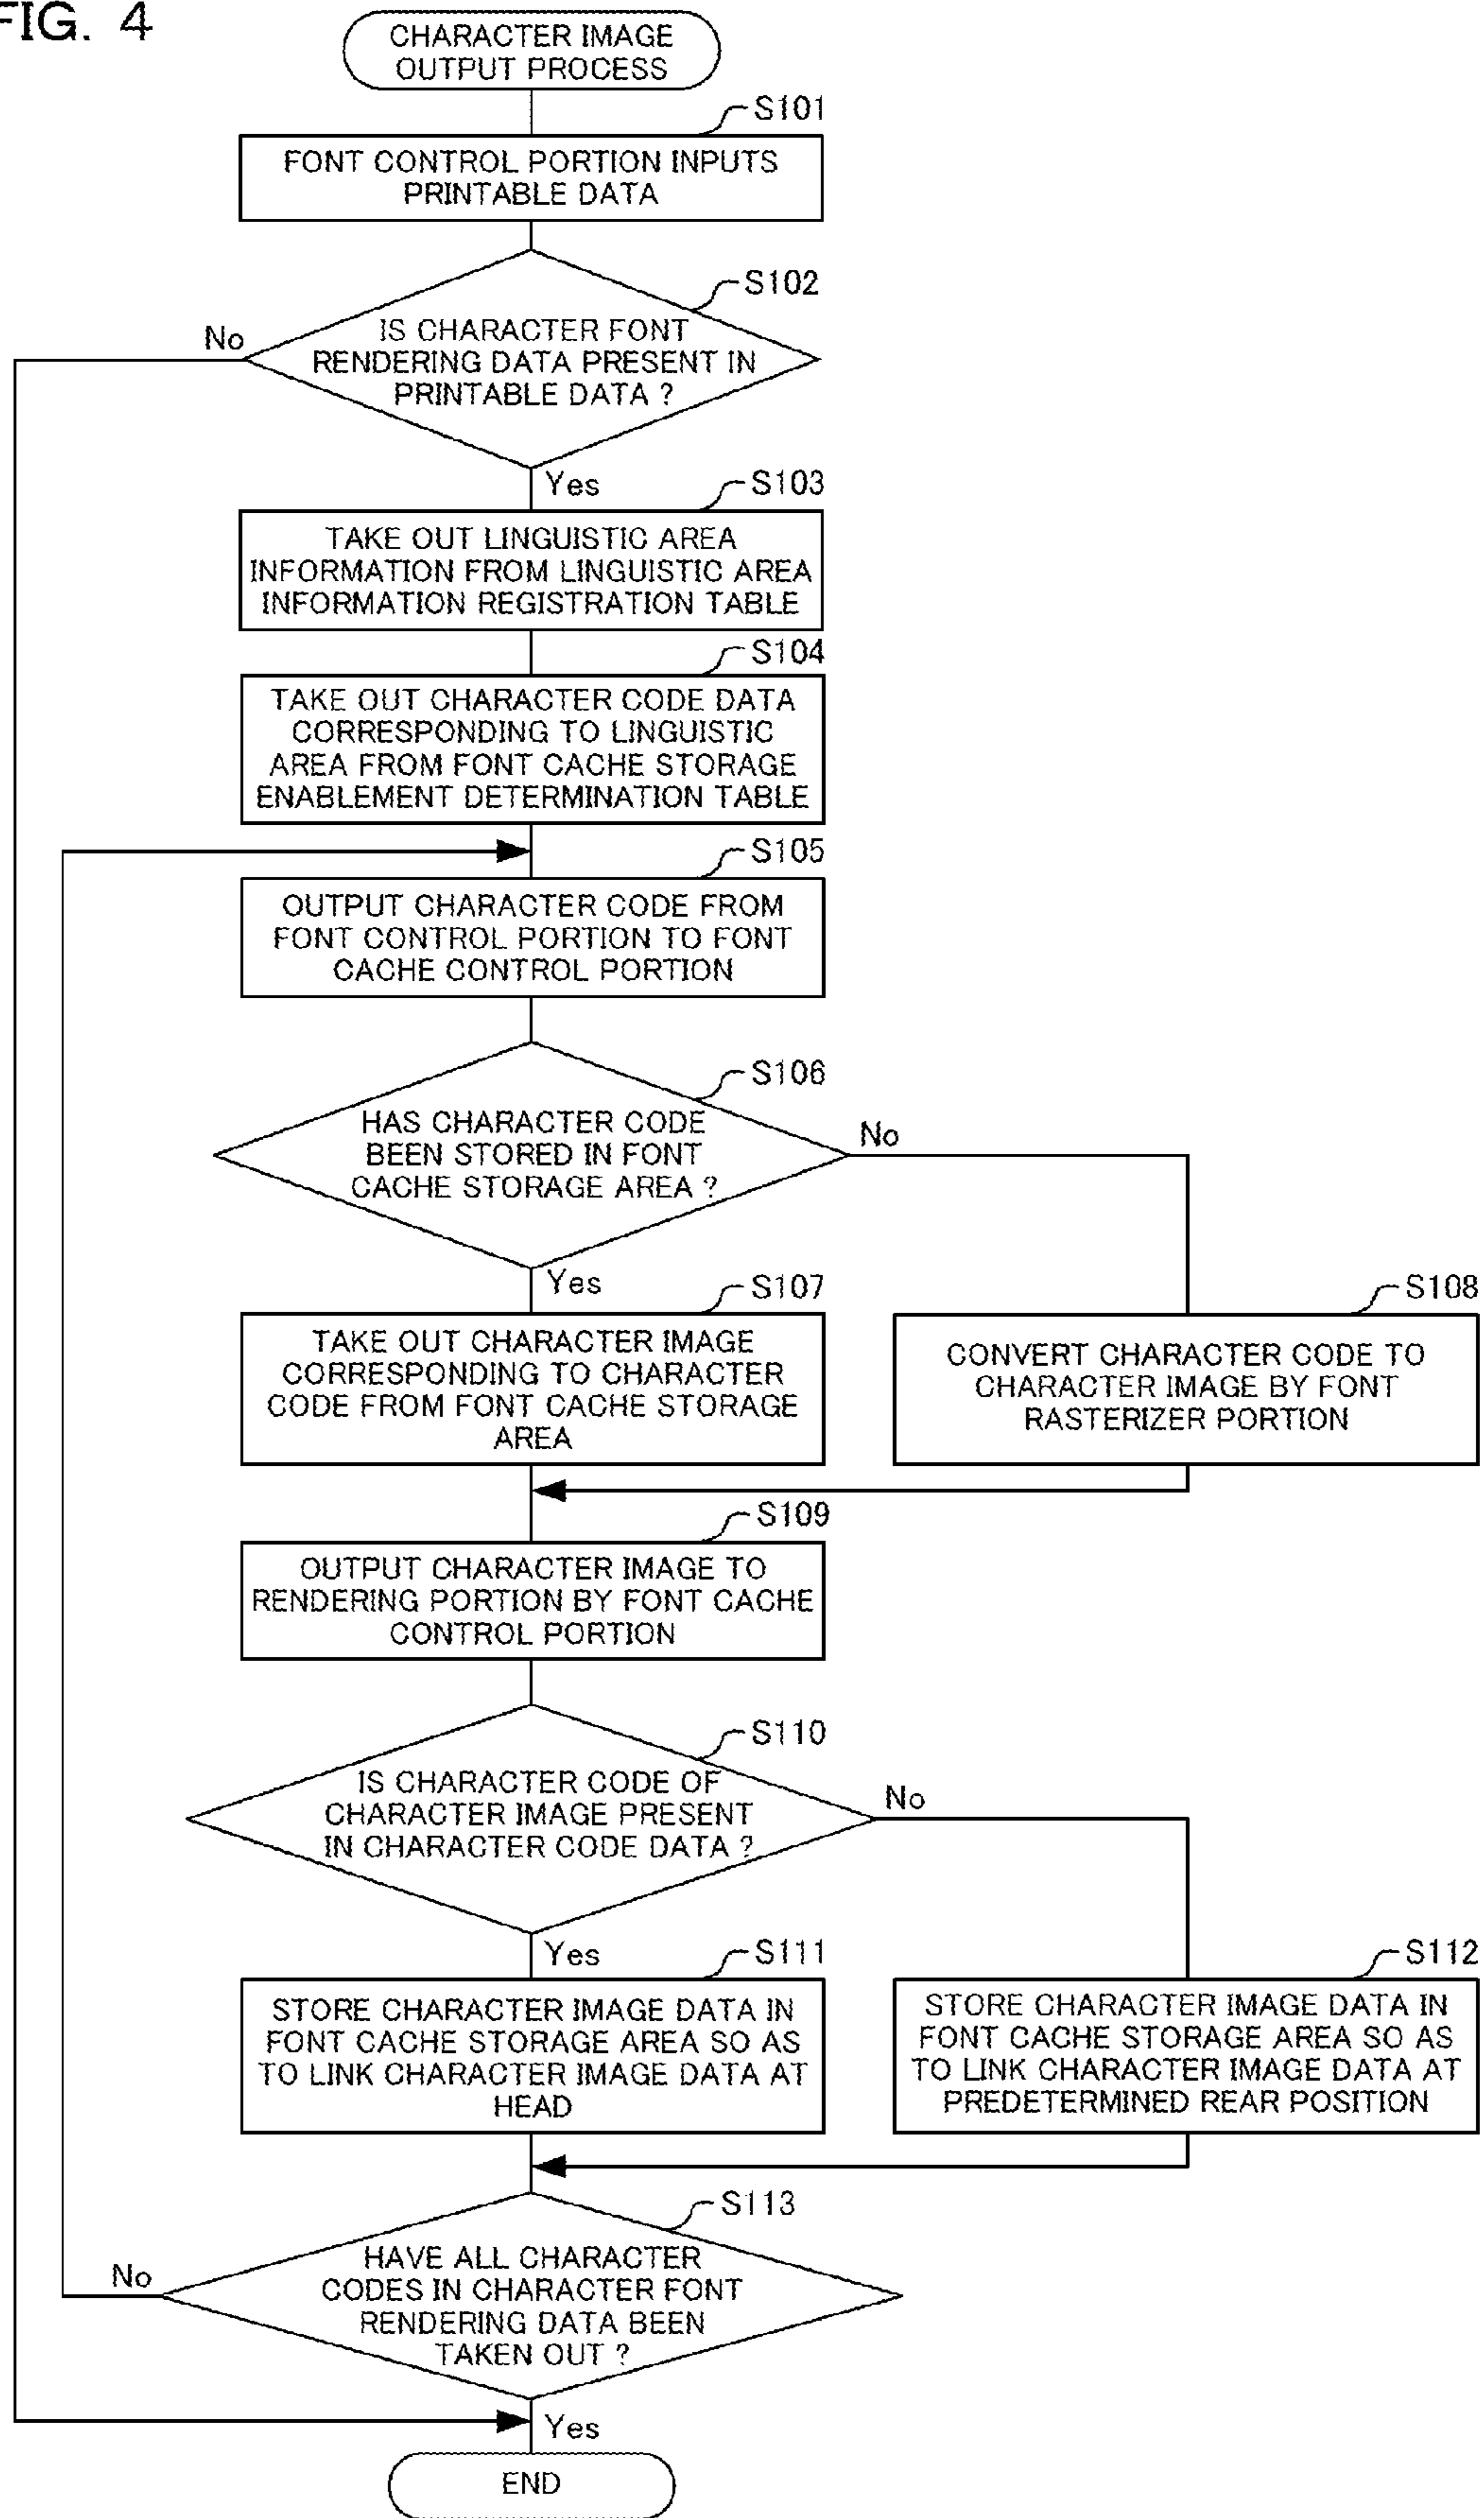 FIG. 4
CHARACTER IMAGE
OUTPUT PROCESS
S101
FONT CONTROL PORTION INPUTS
PRINTABLE DATA
S102
No
IS CHARACTER FONT
RENDERING DATA PRESENT IN
PRINTABLE DATA ?
Yes
S103
TAKE OUT LINGUISTIC AREA
INFORMATION FROM LINGUISTIC AREA
INFORMATION REGISTRATION TABLE
S104
TAKE OUT CHARACTER CODE DATA
CORRESPONDING TO LINGUISTIC
AREA FROM FONT CACHE STORAGE
ENABLEMENT DETERMINATION TABLE
S105
OUTPUT CHARACTER CODE FROM
FONT CONTROL PORTION TO FONT
CACHE CONTROL PORTION
S106
HAS CHARACTER CODE
BEEN STORED IN FONT
CACHE STORAGE AREA ?
No
Yes
S107
TAKE OUT CHARACTER IMAGE
CORRESPONDING TO CHARACTER
CODE FROM FONT CACHE STORAGE
AREA
S108
CONVERT CHARACTER CODE TO
CHARACTER IMAGE BY FONT
RASTERIZER PORTION
S109
OUTPUT CHARACTER IMAGE TO
RENDERING PORTION BY FONT CACHE
CONTROL PORTION
S110
IS CHARACTER CODE OF
CHARACTER IMAGE PRESENT
IN CHARACTER CODE DATA ?
No
Yes
S111
STORE CHARACTER IMAGE DATA IN
FONT CACHE STORAGE AREA SO AS
TO LINK CHARACTER IMAGE DATA AT
HEAD
S112
STORE CHARACTER IMAGE DATA IN
FONT CACHE STORAGE AREA SO AS
TO LINK CHARACTER IMAGE DATA AT
PREDETERMINED REAR POSITION
S113
No
HAVE ALL CHARACTER
CODES IN CHARACTER FONT
RENDERING DATA BEEN
TAKEN OUT ?
Yes
END